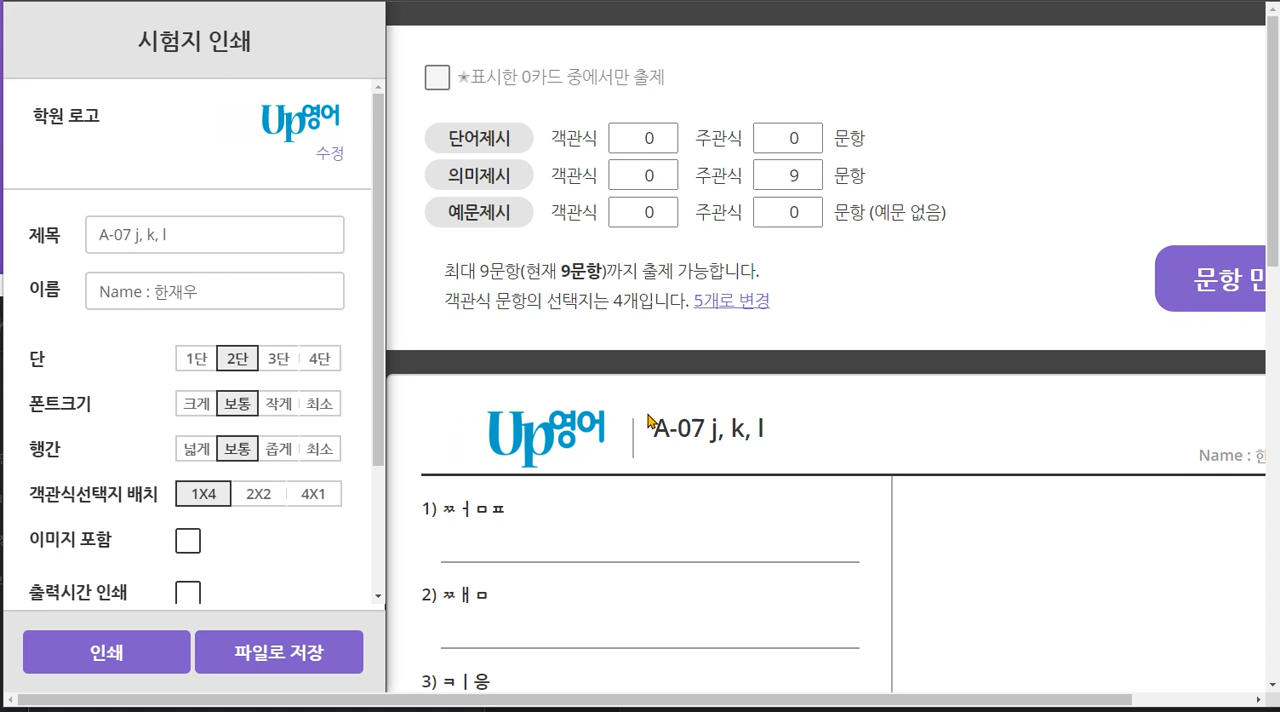 시험지 인쇄
학원 로고
Up영어
수정
제목 A-07 j, k, l
이름 Name : 한재우
단 1단 2단 3단 4단
폰트크기 크게 보통 작게 최소
행간 넓게 보통 좁게 최소
객관식선택지 배치 1X4 2X2 4X1
이미지 포함
출력시간 인쇄
인쇄 파일로 저장
★표시한 0카드 중에서만 출제
단어제시 객관식 0 주관식 0 문항
의미제시 객관식 0 주관식 9 문항
예문제시 객관식 0 주관식 0 문항 (예문 없음)
최대 9문항(현재 9문항)까지 출제 가능합니다.
객관식 문항의 선택지는 4개입니다. 5개로 변경
문항
Up영어 A-07 j, k, l
Name :
1) ㅉㅓㅁㅍ
2) ㅉㅐㅁ
3) ㅋㅣ응